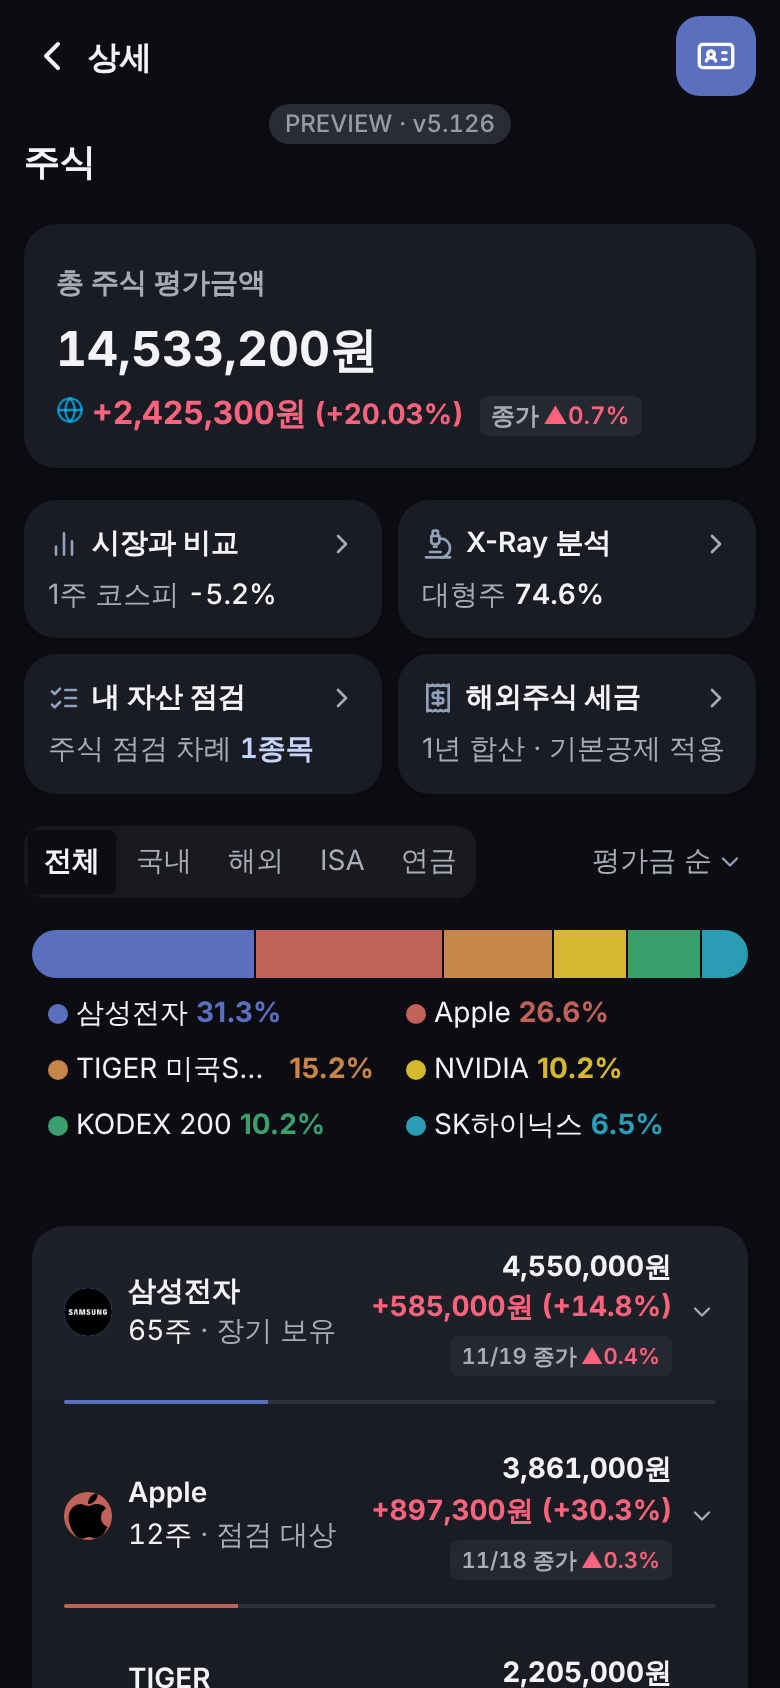 상세
PREVIEW · v5.126
주식
총 주식 평가금액
14,533,200원
+2,425,300원 (+20.03%) 종가 ▲0.7%
시장과 비교
1주 코스피 -5.2%
X-Ray 분석
대형주 74.6%
내 자산 점검
주식 점검 차례 1종목
해외주식 세금
1년 합산 · 기본공제 적용
전체 국내 해외 ISA 연금 평가금 순
삼성전자 31.3%
Apple 26.6%
TIGER 미국S... 15.2%
NVIDIA 10.2%
KODEX 200 10.2%
SK하이닉스 6.5%
SAMSUNG
삼성전자
65주 · 장기 보유
4,550,000원
+585,000원 (+14.8%)
11/19 종가 ▲0.4%
Apple
12주 · 점검 대상
3,861,000원
+897,300원 (+30.3%)
11/18 종가 ▲0.3%
TIGER
2,205,000원